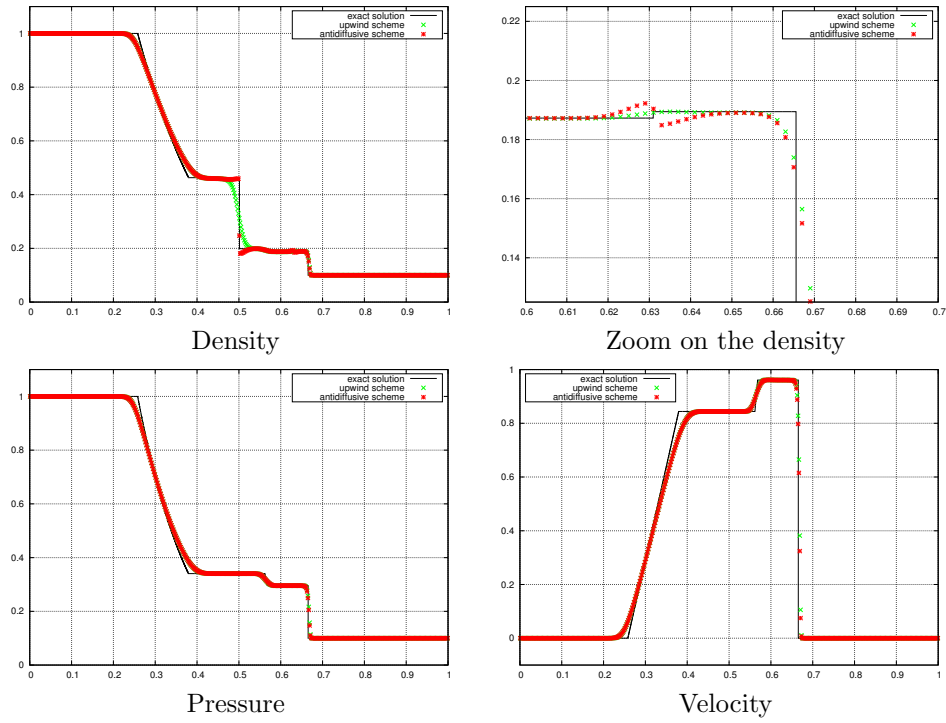 exact solution
upwind scheme
antidiffusive scheme
1
0.8
0.6
0.4
0.2
0
0 0.1 0.2 0.3 0.4 0.5 0.6 0.7 0.8 0.9 1
Density
exact solution
upwind scheme
antidiffusive scheme
0.22
0.2
0.18
0.16
0.14
0.6 0.61 0.62 0.63 0.64 0.65 0.66 0.67 0.68 0.69 0.7
Zoom on the density
exact solution
upwind scheme
antidiffusive scheme
1
0.8
0.6
0.4
0.2
0
0 0.1 0.2 0.3 0.4 0.5 0.6 0.7 0.8 0.9 1
Pressure
exact solution
upwind scheme
antidiffusive scheme
1
0.8
0.6
0.4
0.2
0
0 0.1 0.2 0.3 0.4 0.5 0.6 0.7 0.8 0.9 1
Velocity